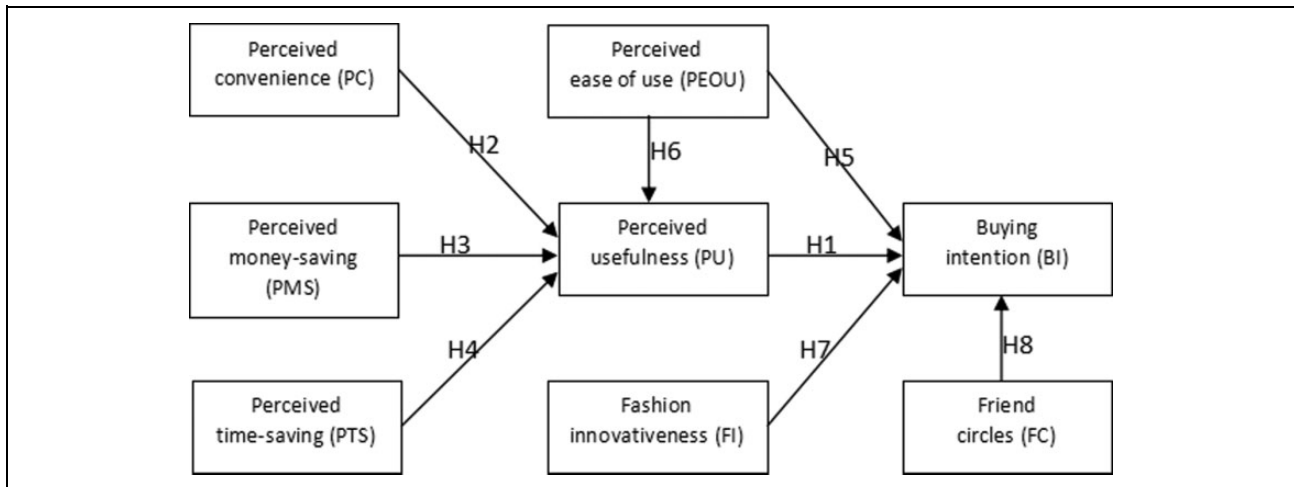 Perceived
convenience (PC)
Perceived
ease of use (PEOU)
H2
H6
H5
Perceived
money-saving
(PMS)
H3
Perceived
usefulness (PU)
H1
Buying
intention (BI)
H4
H7
H8
Perceived
time-saving (PTS)
Fashion
innovativeness (FI)
Friend
circles (FC)